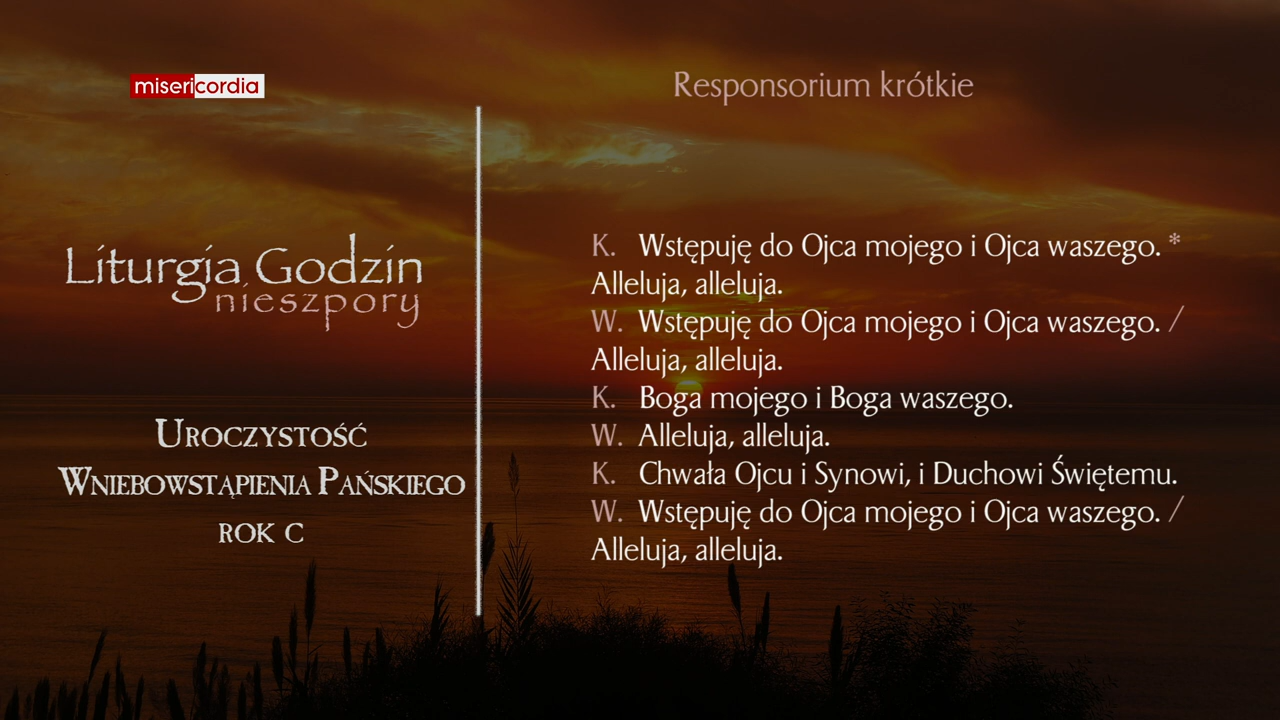 misericordia
Liturgia Godzin
nieszpory
Uroczystość
Wniebowstąpienia Pańskiego
rok C
Responsorium krótkie
K. Wstępuję do Ojca mojego i Ojca waszego. *
Alleluja, alleluja.
W. Wstępuję do Ojca mojego i Ojca waszego. /
Alleluja, alleluja.
K. Boga mojego i Boga waszego.
W. Alleluja, alleluja.
K. Chwała Ojcu i Synowi, i Duchowi Świętemu.
W. Wstępuję do Ojca mojego i Ojca waszego. /
Alleluja, alleluja.